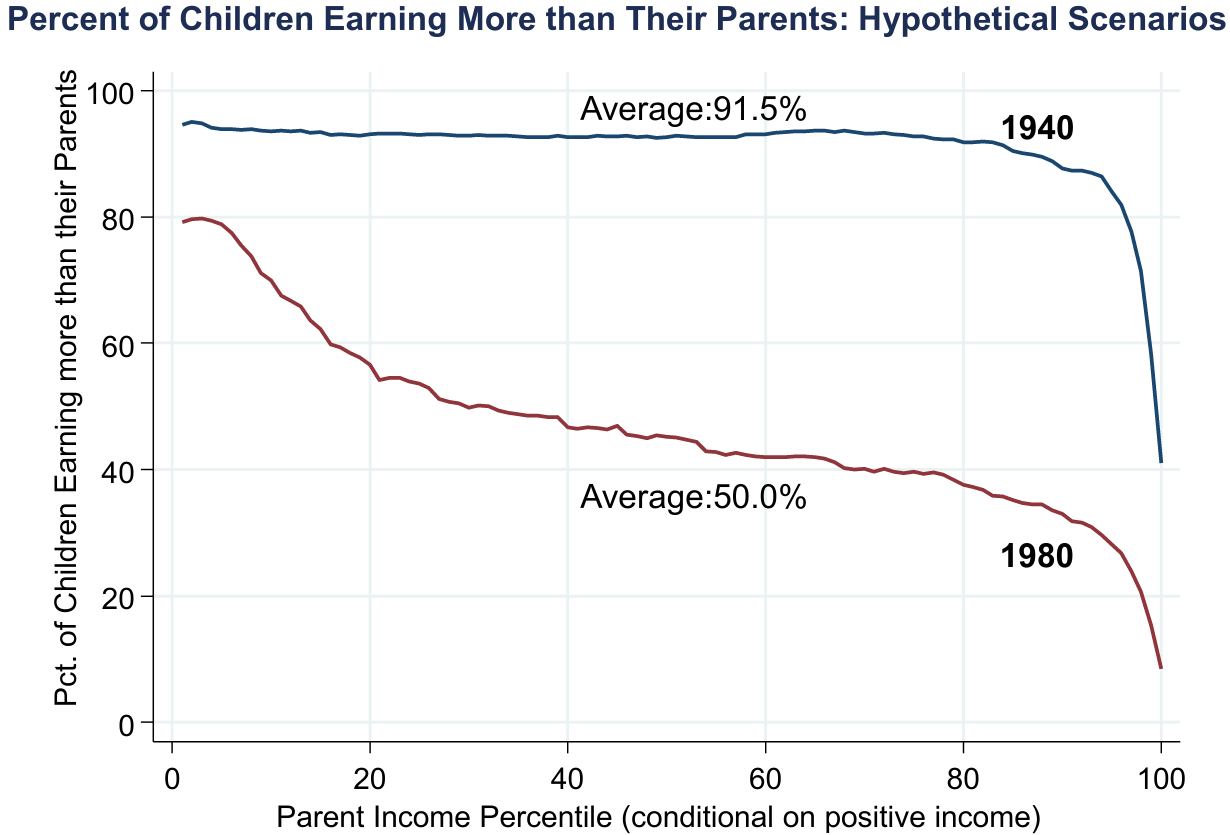 Percent of Children Earning More than Their Parents: Hypothetical Scenarios
Pct. of Children Earning more than their Parents
100
80
60
40
20
0
Average:91.5%
1940
Average:50.0%
1980
0 20 40 60 80 100
Parent Income Percentile (conditional on positive income)